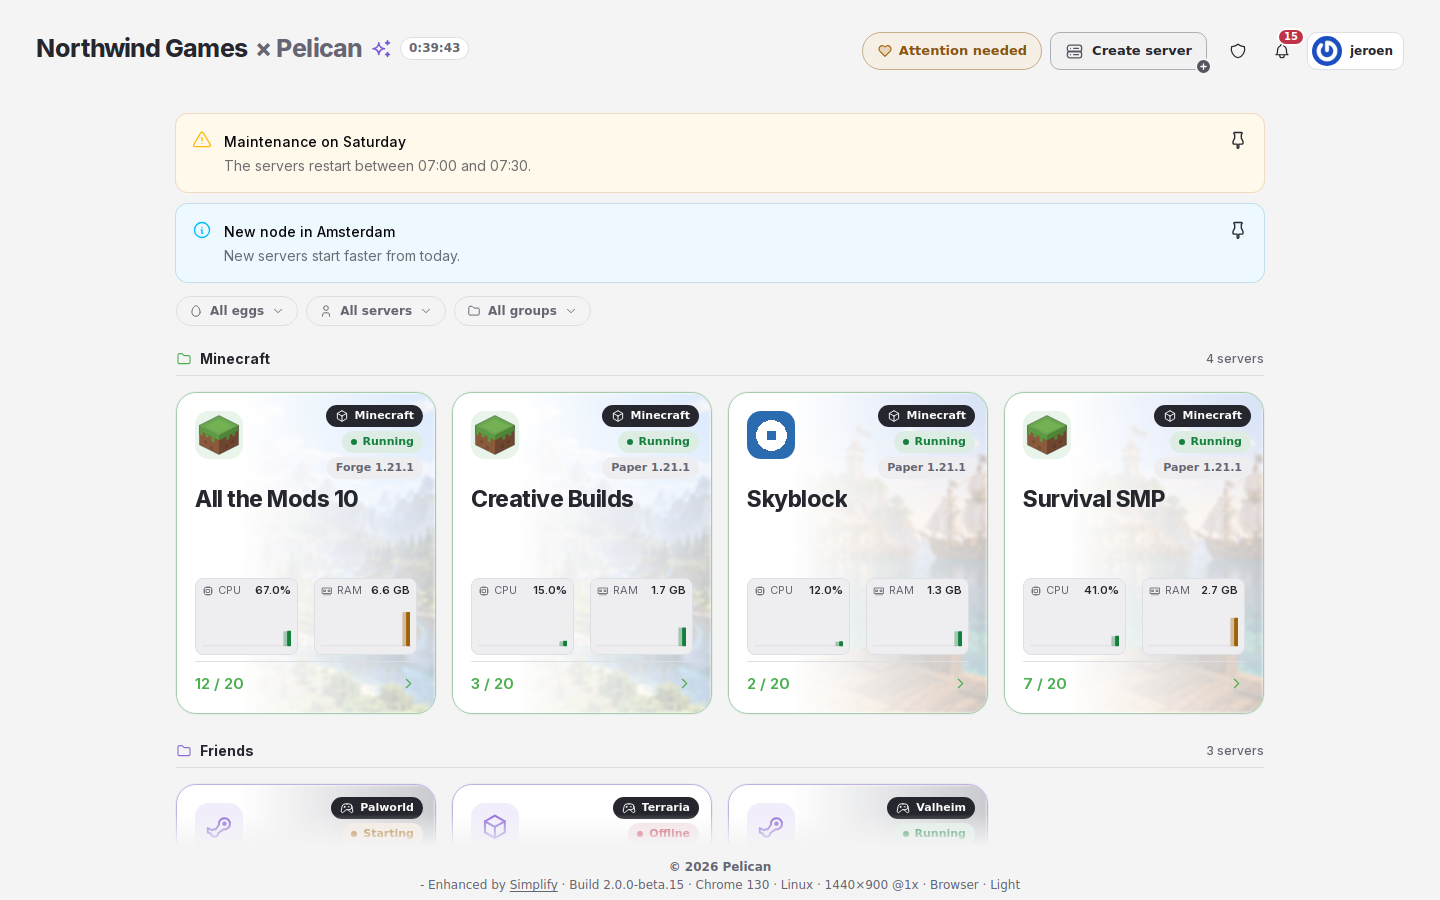 Northwind Games × Pelican 0:39:43
Attention needed
Create server
15
jeroen
Maintenance on Saturday
The servers restart between 07:00 and 07:30.
New node in Amsterdam
New servers start faster from today.
All eggs
All servers
All groups
Minecraft
4 servers
Minecraft
Running
Forge 1.21.1
All the Mods 10
CPU 67.0%
RAM 6.6 GB
12 / 20
Minecraft
Running
Paper 1.21.1
Creative Builds
CPU 15.0%
RAM 1.7 GB
3 / 20
Minecraft
Running
Paper 1.21.1
Skyblock
CPU 12.0%
RAM 1.3 GB
2 / 20
Minecraft
Running
Paper 1.21.1
Survival SMP
CPU 41.0%
RAM 2.7 GB
7 / 20
Friends
3 servers
Palworld
Starting
Terraria
Offline
Valheim
Running
© 2026 Pelican
- Enhanced by Simplify · Build 2.0.0-beta.15 · Chrome 130 · Linux · 1440×900 @1x · Browser · Light